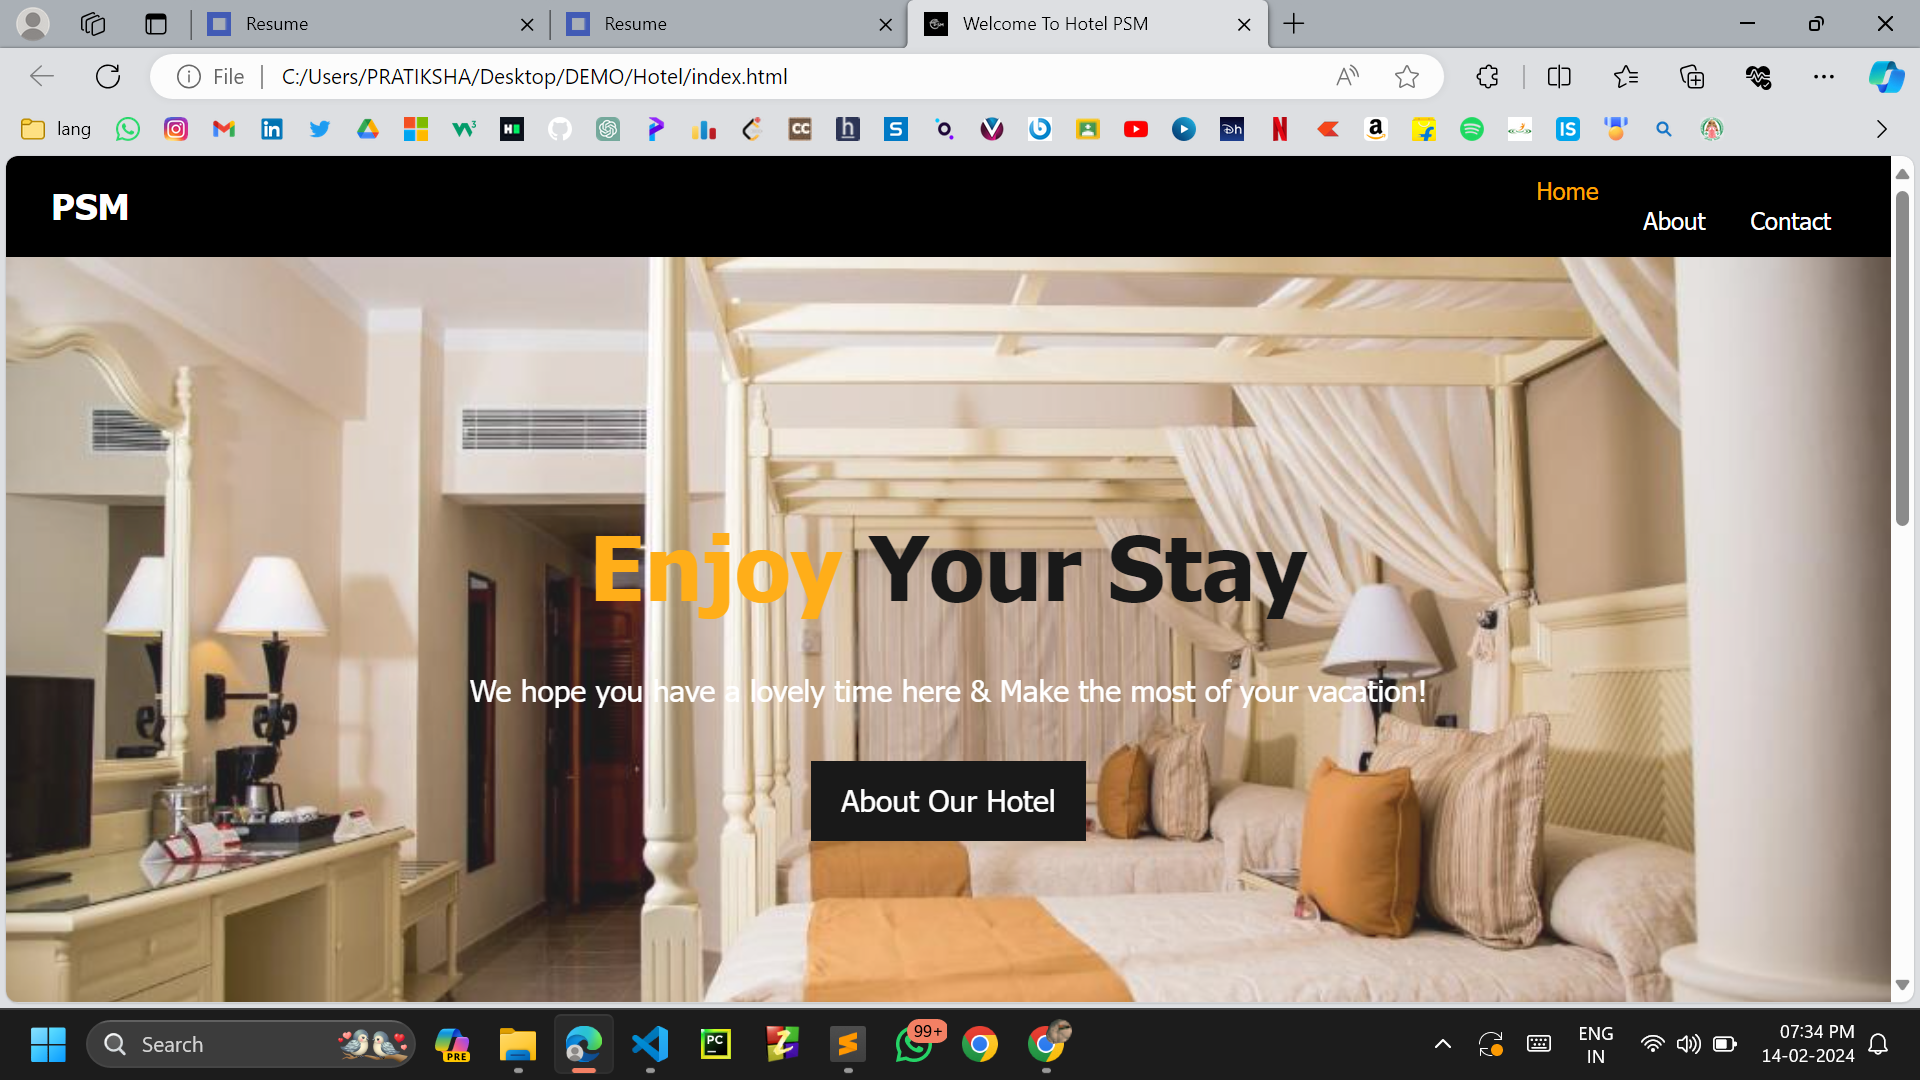 Resume
Resume
Welcome To Hotel PSM
File
C:/Users/PRATIKSHA/Desktop/DEMO/Hotel/index.html
lang
PSM
Home
About
Contact
Enjoy Your Stay
We hope you have a lovely time here & Make the most of your vacation!
About Our Hotel
Search
PRE
PC
99+
ENG
IN
07:34 PM
14-02-2024